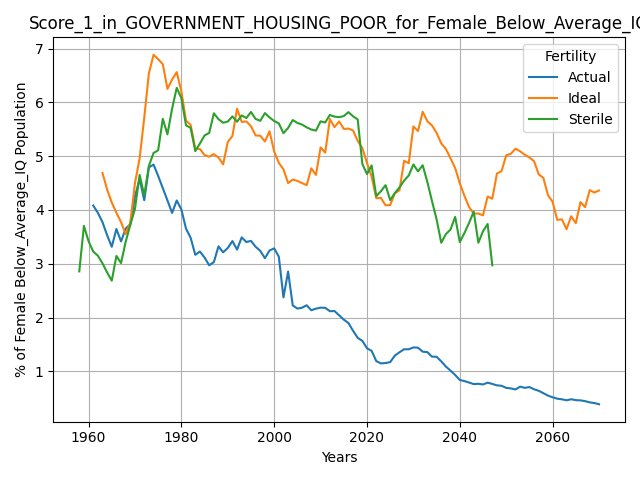 Score_1_in_GOVERNMENT_HOUSING_POOR_for_Female_Below_Average_IQ
Fertility
Actual
Ideal
Sterile
% of Female Below_Average_IQ Population
7
6
5
4
3
2
1
1960 1980 2000 2020 2040 2060
Years